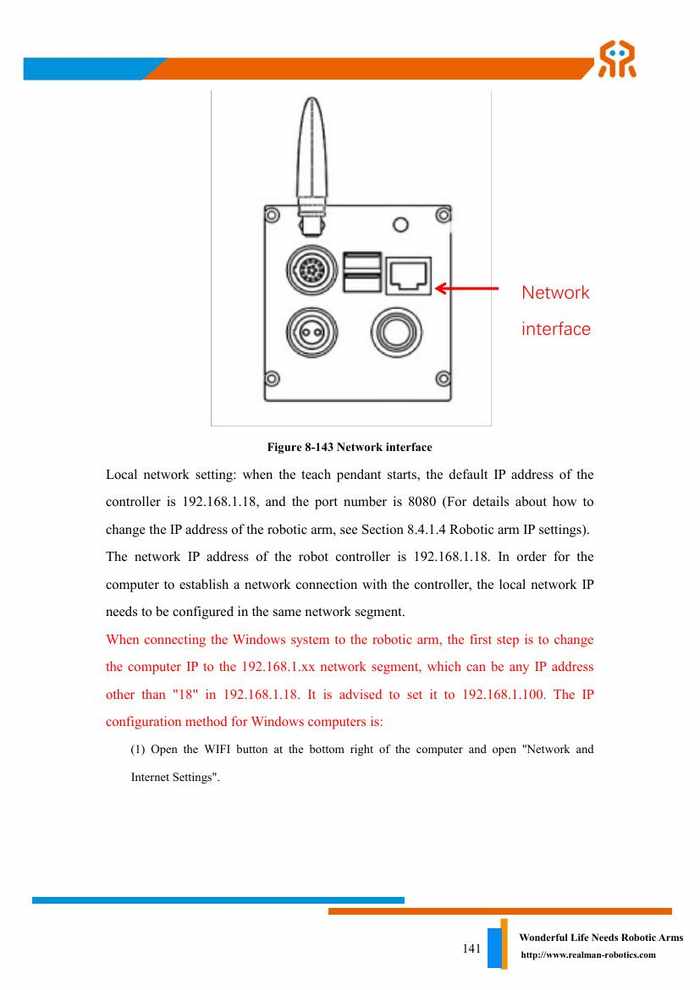 Network
interface
Figure 8-143 Network interface
Local network setting: when the teach pendant starts, the default IP address of the
controller is 192.168.1.18, and the port number is 8080 (For details about how to
change the IP address of the robotic arm, see Section 8.4.1.4 Robotic arm IP settings).
The network IP address of the robot controller is 192.168.1.18. In order for the
computer to establish a network connection with the controller, the local network IP
needs to be configured in the same network segment.
When connecting the Windows system to the robotic arm, the first step is to change
the computer IP to the 192.168.1.xx network segment, which can be any IP address
other than "18" in 192.168.1.18. It is advised to set it to 192.168.1.100. The IP
configuration method for Windows computers is:
(1) Open the WIFI button at the bottom right of the computer and open "Network and
Internet Settings".
141
Wonderful Life Needs Robotic Arms
http://www.realman-robotics.com